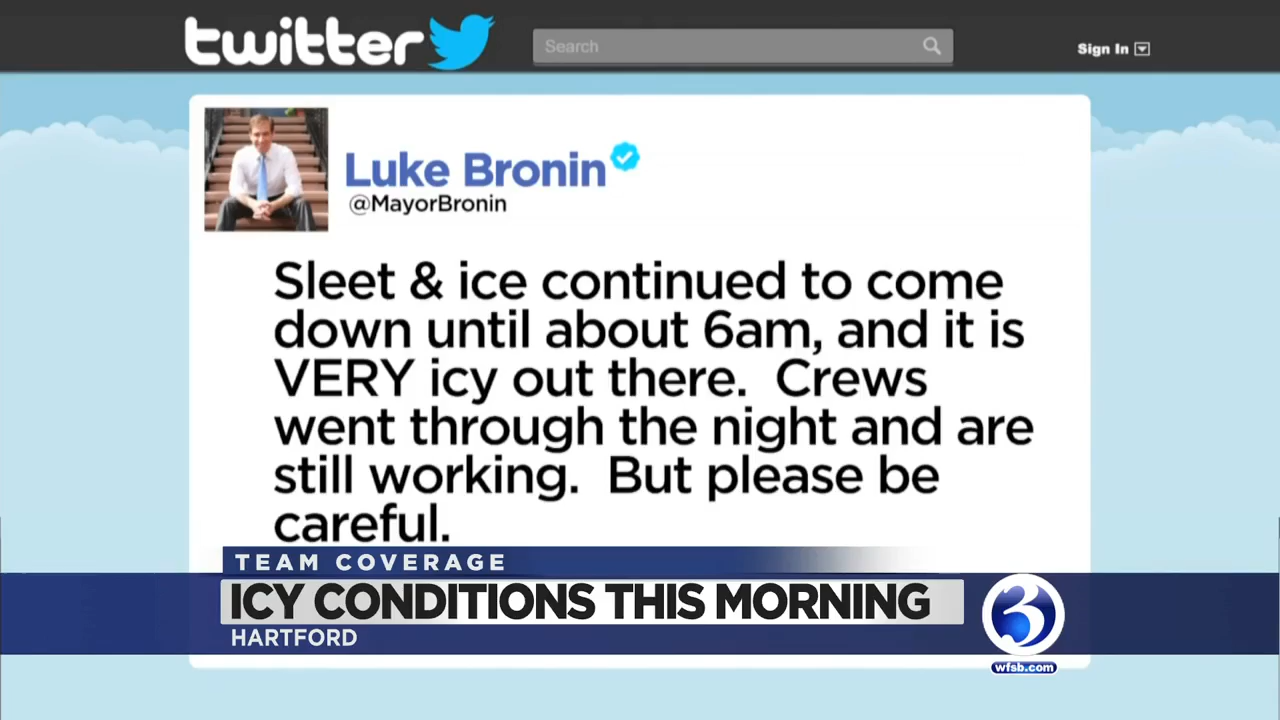 twitter
Search
Sign In
Luke Bronin
@MayorBronin
Sleet & ice continued to come
down until about 6am, and it is
VERY icy out there.  Crews
went through the night and are
still working.  But please be
careful.
TEAM COVERAGE
ICY CONDITIONS THIS MORNING
HARTFORD
3
wfsb.com